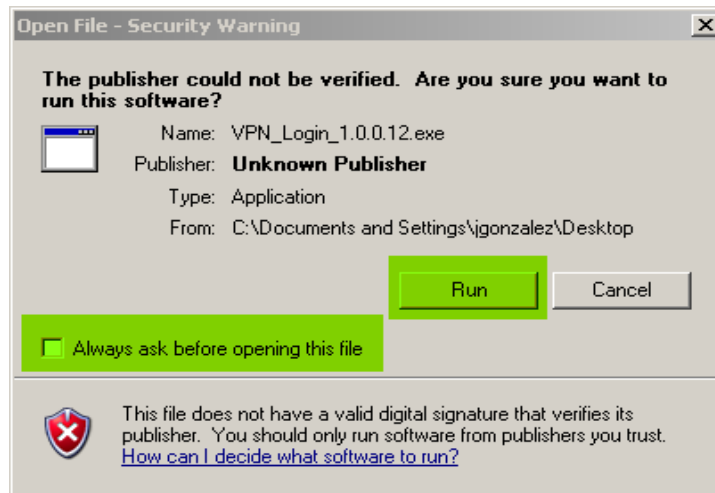 Open File - Security Warning
The publisher could not be verified.  Are you sure you want to
run this software?
Name: VPN_Login_1.0.0.12.exe
Publisher: Unknown Publisher
Type: Application
From: C:\Documents and Settings\jgonzalez\Desktop
Run Cancel
Always ask before opening this file
This file does not have a valid digital signature that verifies its
publisher.  You should only run software from publishers you trust.
How can I decide what software to run?